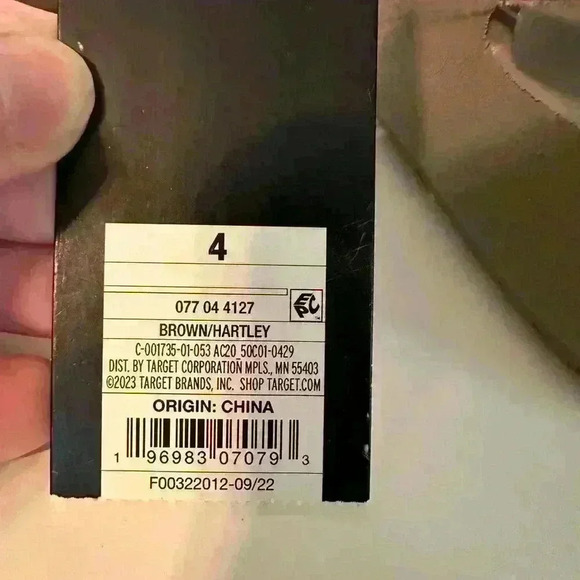 4
077 04 4127
EPC™
BROWN/HARTLEY
C-001735-01-053 AC20 50C01-0429
DIST. BY TARGET CORPORATION MPLS., MN 55403
©2023 TARGET BRANDS, INC. SHOP TARGET.COM
ORIGIN: CHINA
1 96983 07079 3
F00322012-09/22